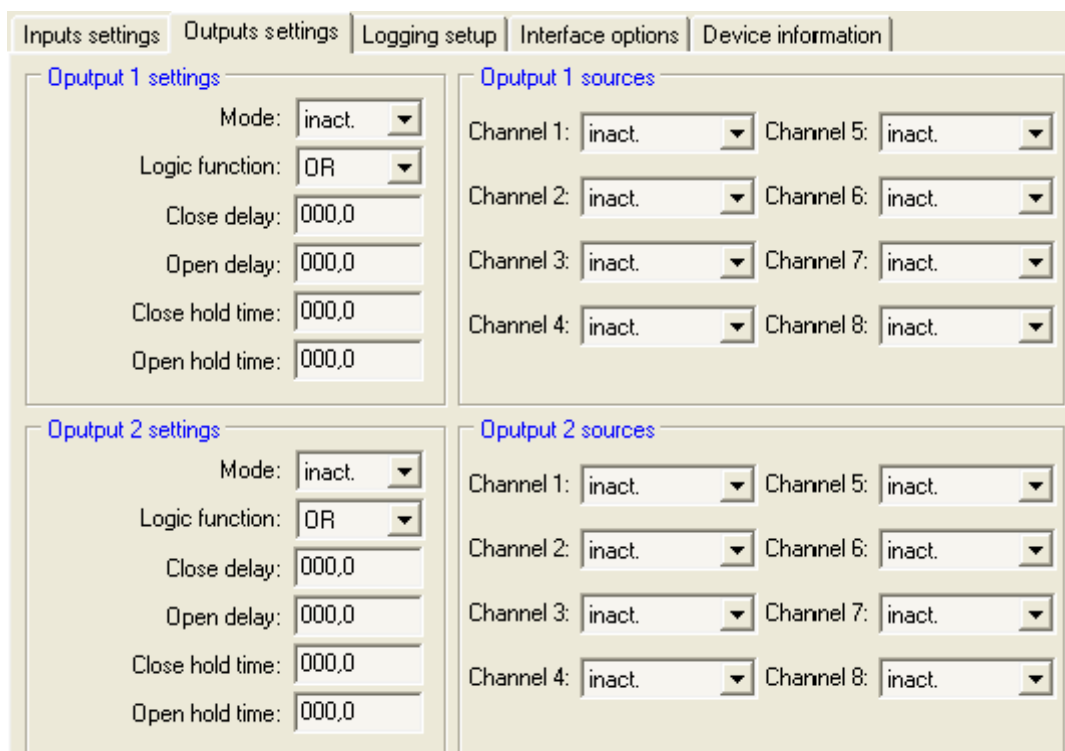 Inputs settings Outputs settings Logging setup Interface options Device information
Oputput 1 settings
Mode: inact.
Logic function: OR
Close delay: 000,0
Open delay: 000,0
Close hold time: 000,0
Open hold time: 000,0
Oputput 1 sources
Channel 1: inact. Channel 5: inact.
Channel 2: inact. Channel 6: inact.
Channel 3: inact. Channel 7: inact.
Channel 4: inact. Channel 8: inact.
Oputput 2 settings
Mode: inact.
Logic function: OR
Close delay: 000,0
Open delay: 000,0
Close hold time: 000,0
Open hold time: 000,0
Oputput 2 sources
Channel 1: inact. Channel 5: inact.
Channel 2: inact. Channel 6: inact.
Channel 3: inact. Channel 7: inact.
Channel 4: inact. Channel 8: inact.